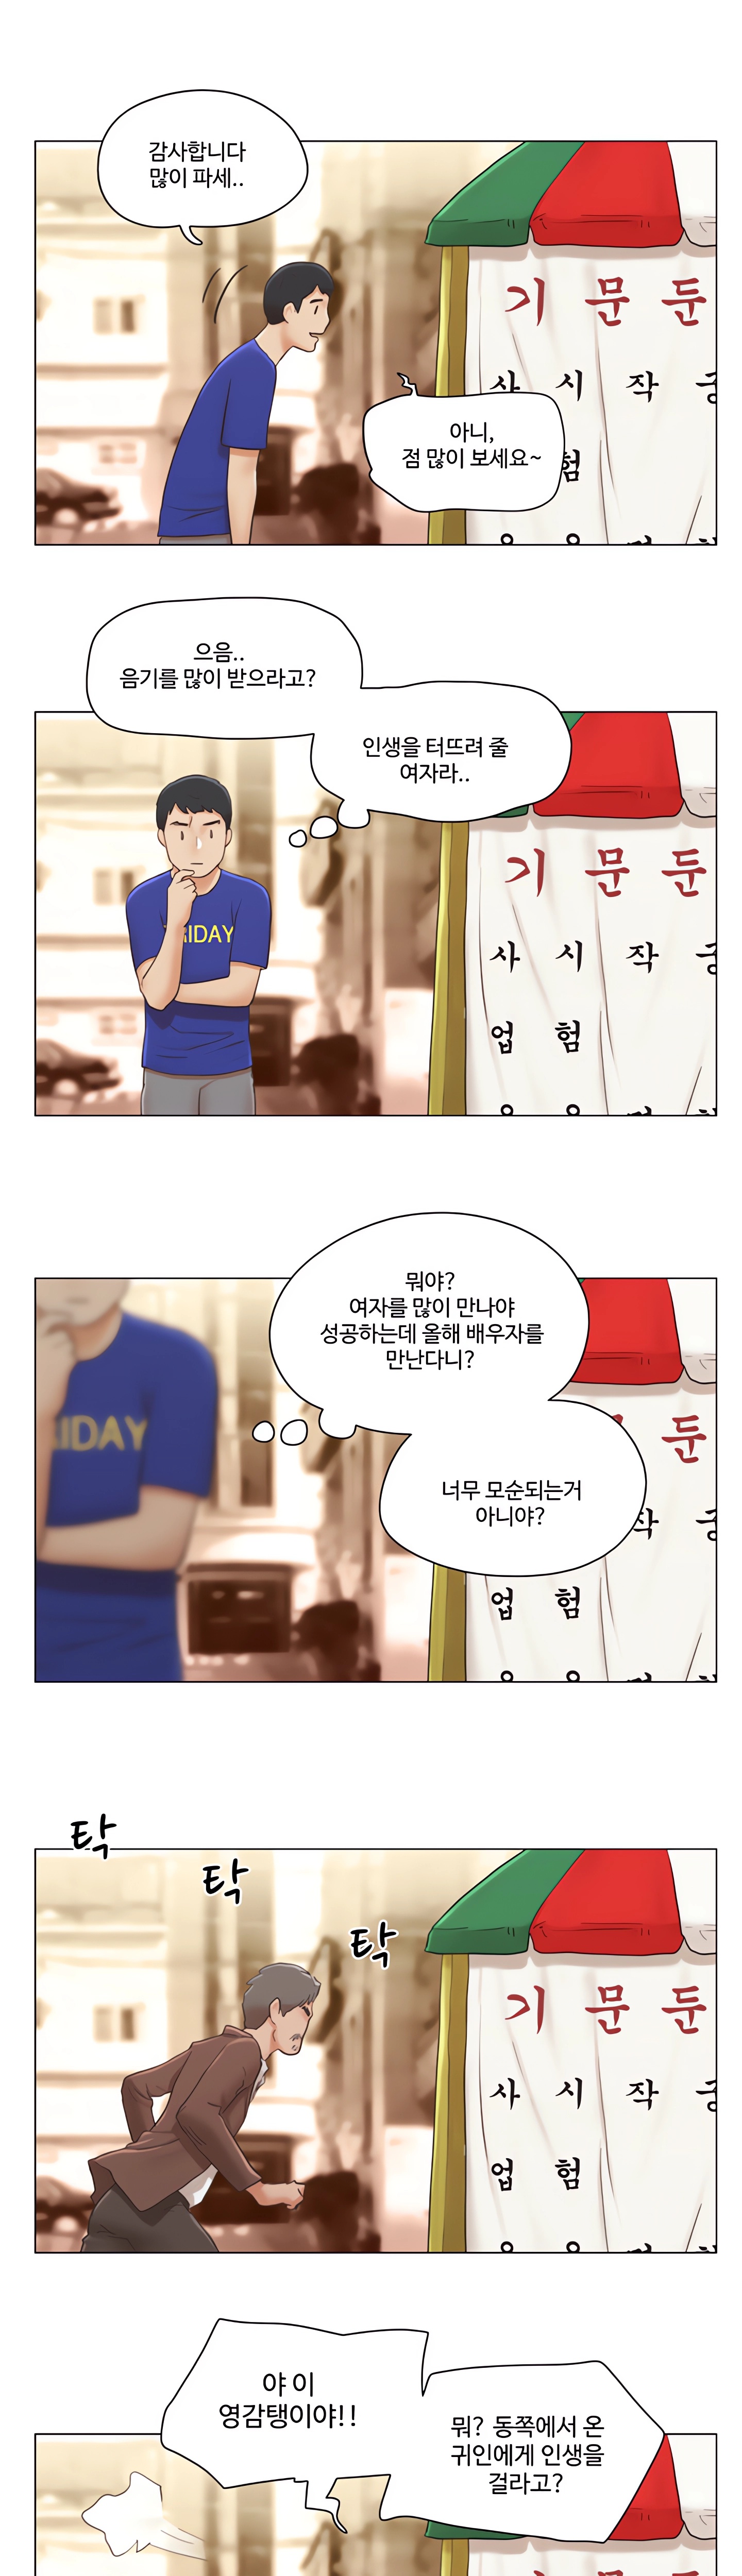 감사합니다
많이 파세..
기 문 둔
사 시 작
아니,
점 많이 보세요~
험
으음..
음기를 많이 받으라고?
인생을 터뜨려 줄
여자라..
기 문 둔
RIDAY
사 시 작
업 험
뭐야?
여자를 많이 만나야
성공하는데 올해 배우자를
만난다니?
RIDAY
둔
너무 모순되는거
아니야?
작
업 험
탁
탁
탁
기 문 둔
사 시 작
업 험
야 이
영감탱이야!!
뭐? 동쪽에서 온
귀인에게 인생을
걸라고?